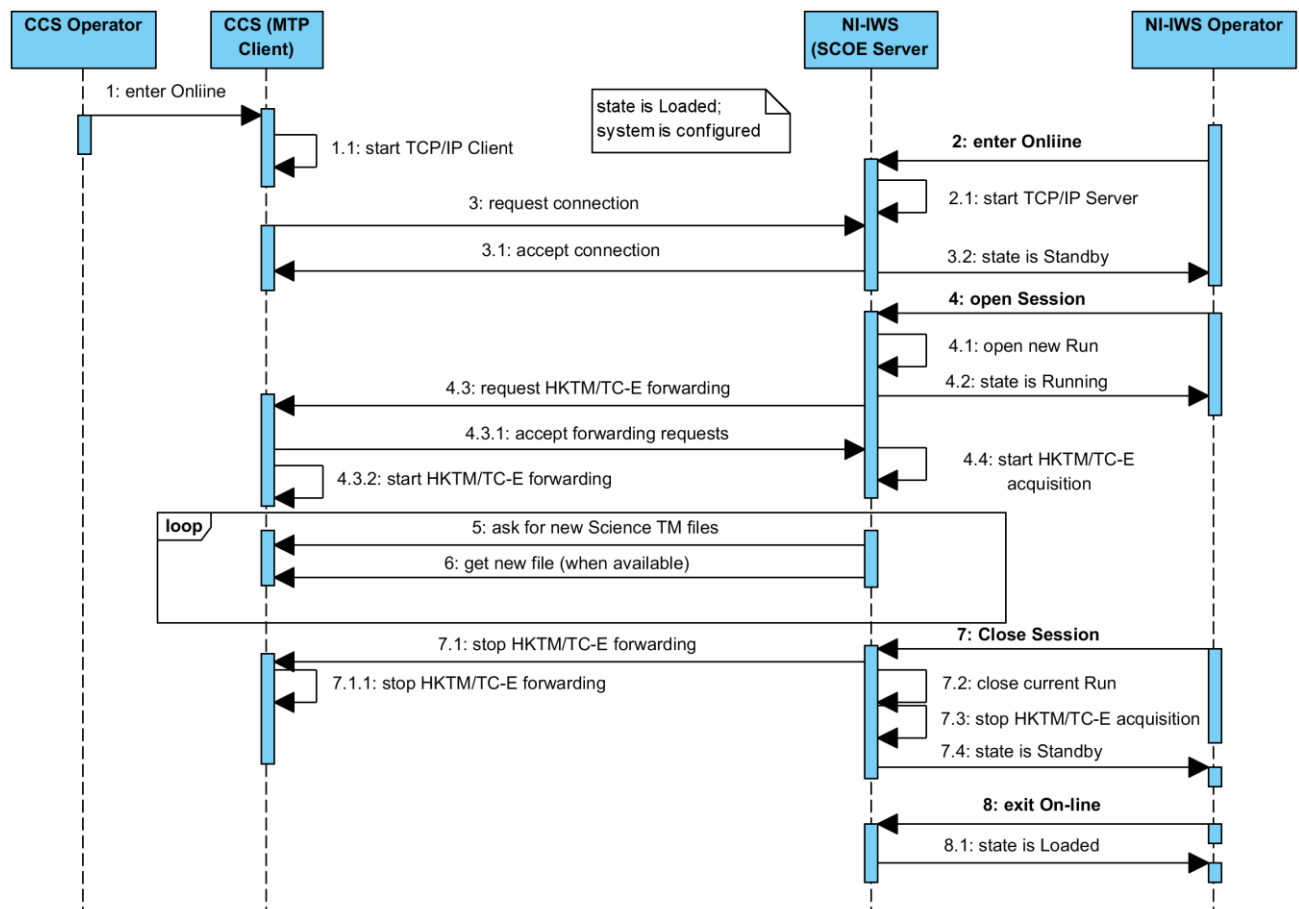 CCS Operator
CCS (MTP
Client)
NI-IWS
(SCOE Server
NI-IWS Operator
1: enter Onliine
state is Loaded;
system is configured
1.1: start TCP/IP Client
2: enter Onliine
2.1: start TCP/IP Server
3: request connection
3.1: accept connection
3.2: state is Standby
4: open Session
4.1: open new Run
4.2: state is Running
4.3: request HKTM/TC-E forwarding
4.3.1: accept forwarding requests
4.4: start HKTM/TC-E
acquisition
4.3.2: start HKTM/TC-E forwarding
loop
5: ask for new Science TM files
6: get new file (when available)
7: Close Session
7.1: stop HKTM/TC-E forwarding
7.1.1: stop HKTM/TC-E forwarding
7.2: close current Run
7.3: stop HKTM/TC-E acquisition
7.4: state is Standby
8: exit On-line
8.1: state is Loaded